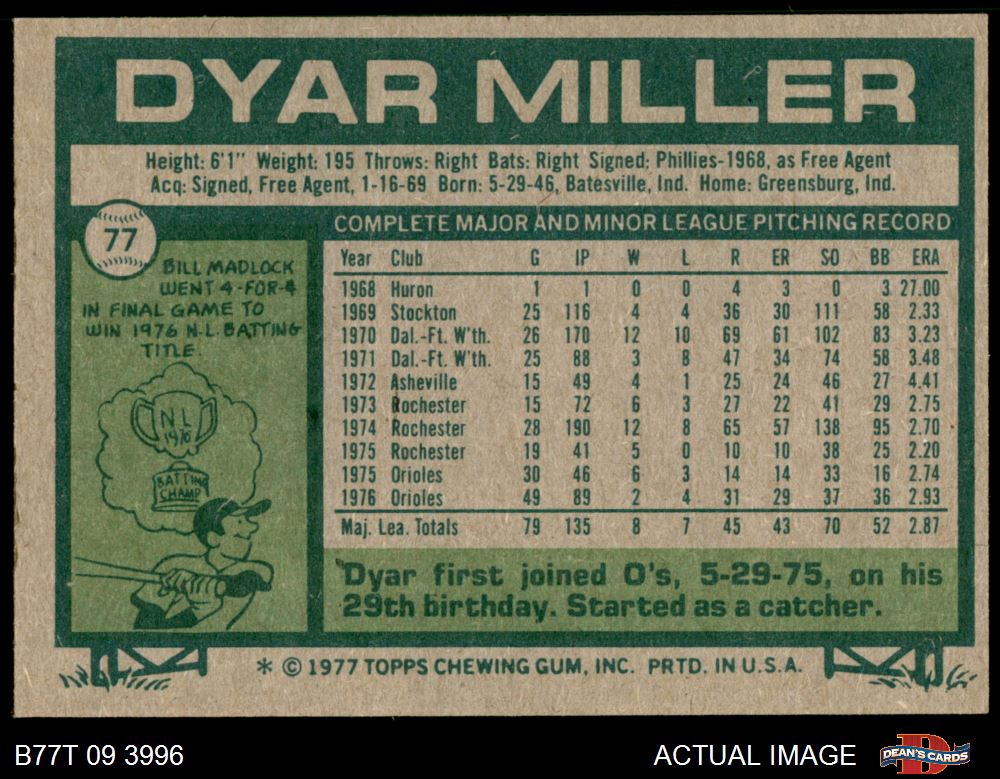 DYAR MILLER
Height: 6'1" Weight: 195 Throws: Right Bats: Right Signed: Phillies-1968, as Free Agent
Acq: Signed, Free Agent, 1-16-69 Born: 5-29-46, Batesville, Ind. Home: Greensburg, Ind.
77
BILL MADLOCK
WENT 4-FOR-4
IN FINAL GAME TO
WIN 1976 N.L. BATTING
TITLE.
NL
1976
BATTING
CHAMP
COMPLETE MAJOR AND MINOR LEAGUE PITCHING RECORD
Year Club G IP W L R ER SO BB ERA
1968 Huron 1 1 0 0 4 3 0 3 27.00
1969 Stockton 25 116 4 4 36 30 111 58 2.33
1970 Dal.-Ft. W'th. 26 170 12 10 69 61 102 83 3.23
1971 Dal.-Ft. W'th. 25 88 3 8 47 34 74 58 3.48
1972 Asheville 15 49 4 1 25 24 46 27 4.41
1973 Rochester 15 72 6 3 27 22 41 29 2.75
1974 Rochester 28 190 12 8 65 57 138 95 2.70
1975 Rochester 19 41 5 0 10 10 38 25 2.20
1975 Orioles 30 46 6 3 14 14 33 16 2.74
1976 Orioles 49 89 2 4 31 29 37 36 2.93
Maj. Lea. Totals 79 135 8 7 45 43 70 52 2.87
Dyar first joined O's, 5-29-75, on his
29th birthday. Started as a catcher.
* © 1977 TOPPS CHEWING GUM, INC. PRTD. IN U.S.A.
B77T 09 3996
ACTUAL IMAGE
DEAN'S CARDS